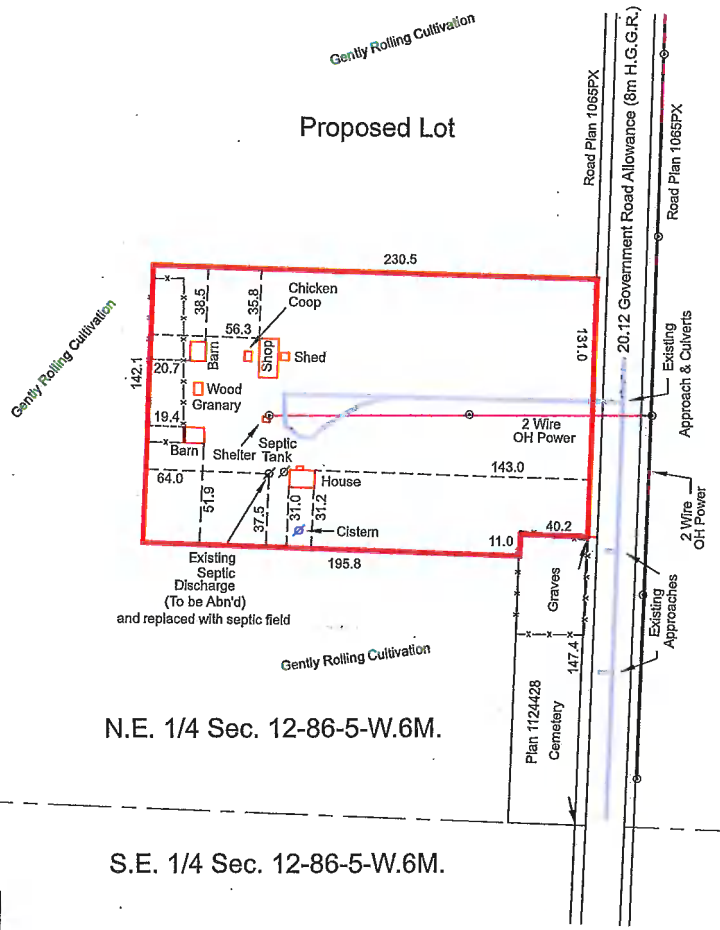 Gently Rolling Cultivation
Proposed Lot
Road Plan 1065PX
20.12 Government Road Allowance (8m H.G.G.R.)
Road Plan 1065PX
230.5
Gently Rolling Cultivation
142.1
131.0
38.5
35.8
Chicken
Coop
56.3
Shop
Shed
Barn
20.7
Wood
Granary
Existing
Approach & Culverts
19.4
Barn
Shelter
Septic
Tank
2 Wire
OH Power
64.0
51.9
37.5
31.0
31.2
House
143.0
Cistern
2 Wire
OH Power
40.2
11.0
195.8
Existing
Septic
Discharge
(To be Abn'd)
and replaced with septic field
Graves
147.4
Existing
Approaches
Gently Rolling Cultivation
Plan 1124428
Cemetery
N.E. 1/4 Sec. 12-86-5-W.6M.
S.E. 1/4 Sec. 12-86-5-W.6M.